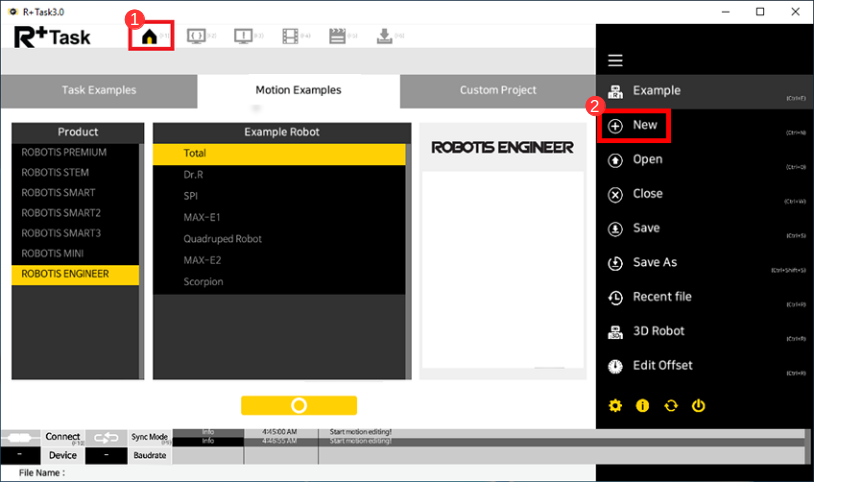 R+Task3.0
1
R+Task
(F1)
(F2)
(F3)
(F4)
(F5)
(F6)
Task Examples
Motion Examples
Custom Project
Product
ROBOTIS PREMIUM
ROBOTIS STEM
ROBOTIS SMART
ROBOTIS SMART2
ROBOTIS SMART3
ROBOTIS MINI
ROBOTIS ENGINEER
Example Robot
Total
Dr.R
SPI
MAX-E1
Quadruped Robot
MAX-E2
Scorpion
ROBOTIS ENGINEER
Example (Ctrl+E)
2
New (Ctrl+N)
Open (Ctrl+O)
Close (Ctrl+W)
Save (Ctrl+S)
Save As (Ctrl+Shift+S)
Recent file (Ctrl+R)
3D Robot
Edit Offset
Connect Sync Mode Info 4:45:00 AM Start motion editing!
Info 4:46:55 AM Start motion editing!
- Device - Baudrate
File Name :